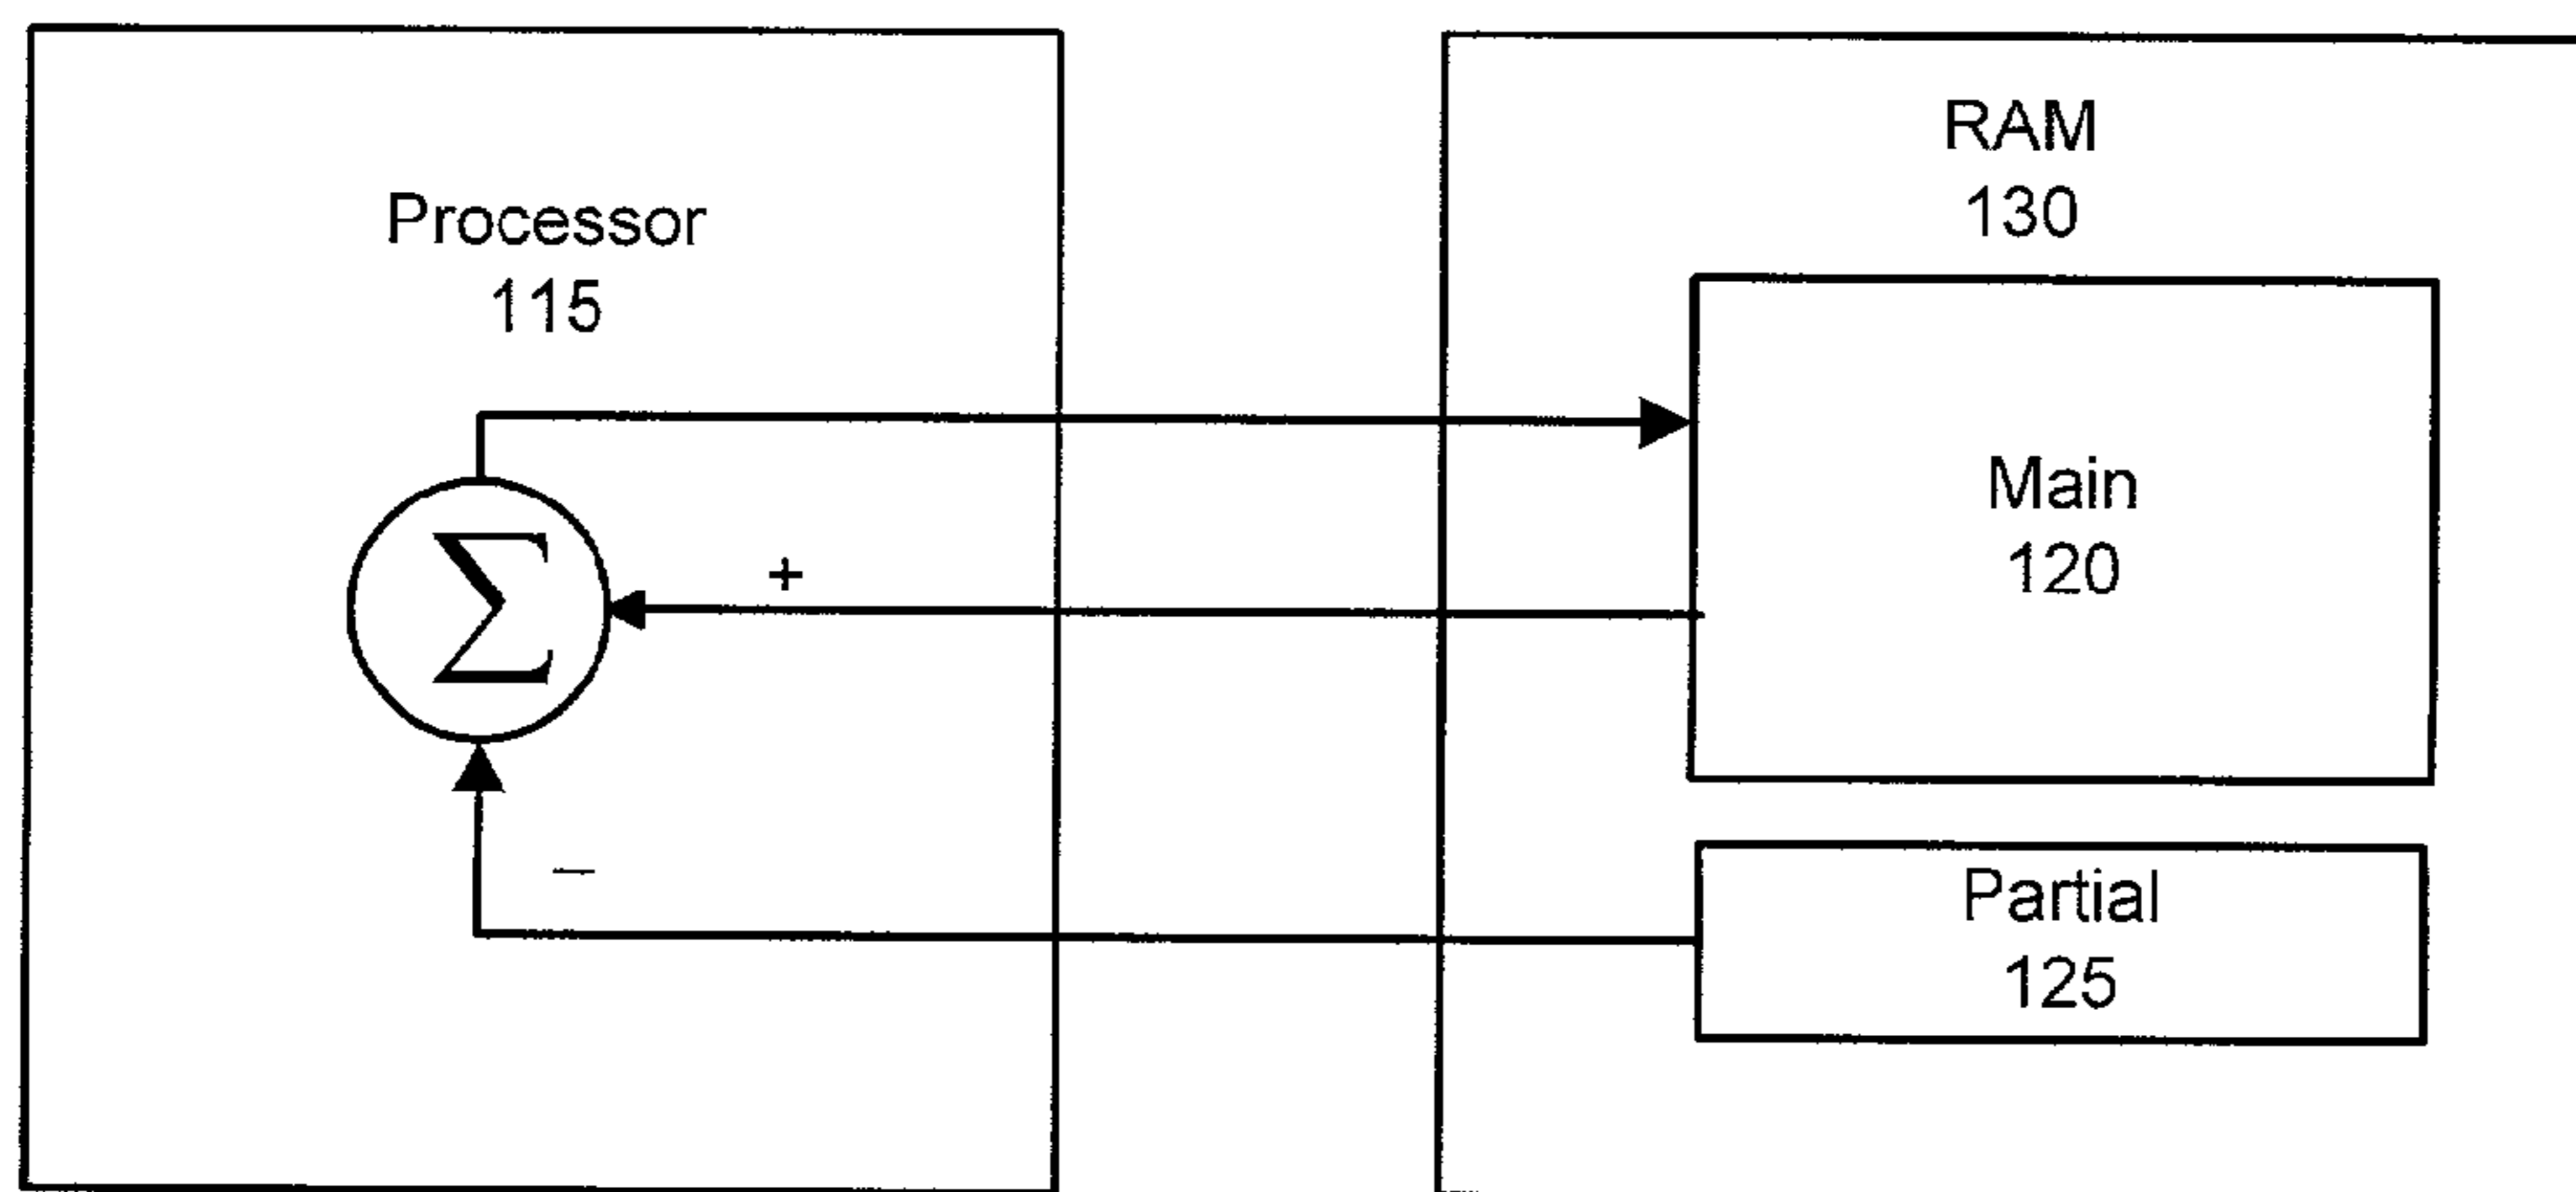 Processor
115
Σ
+
–
RAM
130
Main
120
Partial
125